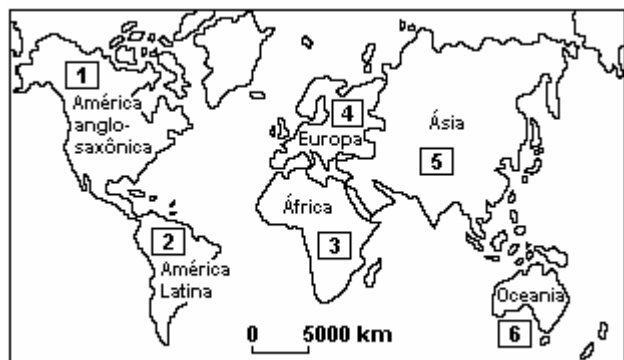 1
América
anglo-
saxônica
4
Europa
Ásia
5
África
3
2
América
Latina
Oceania
6
0 5000 km